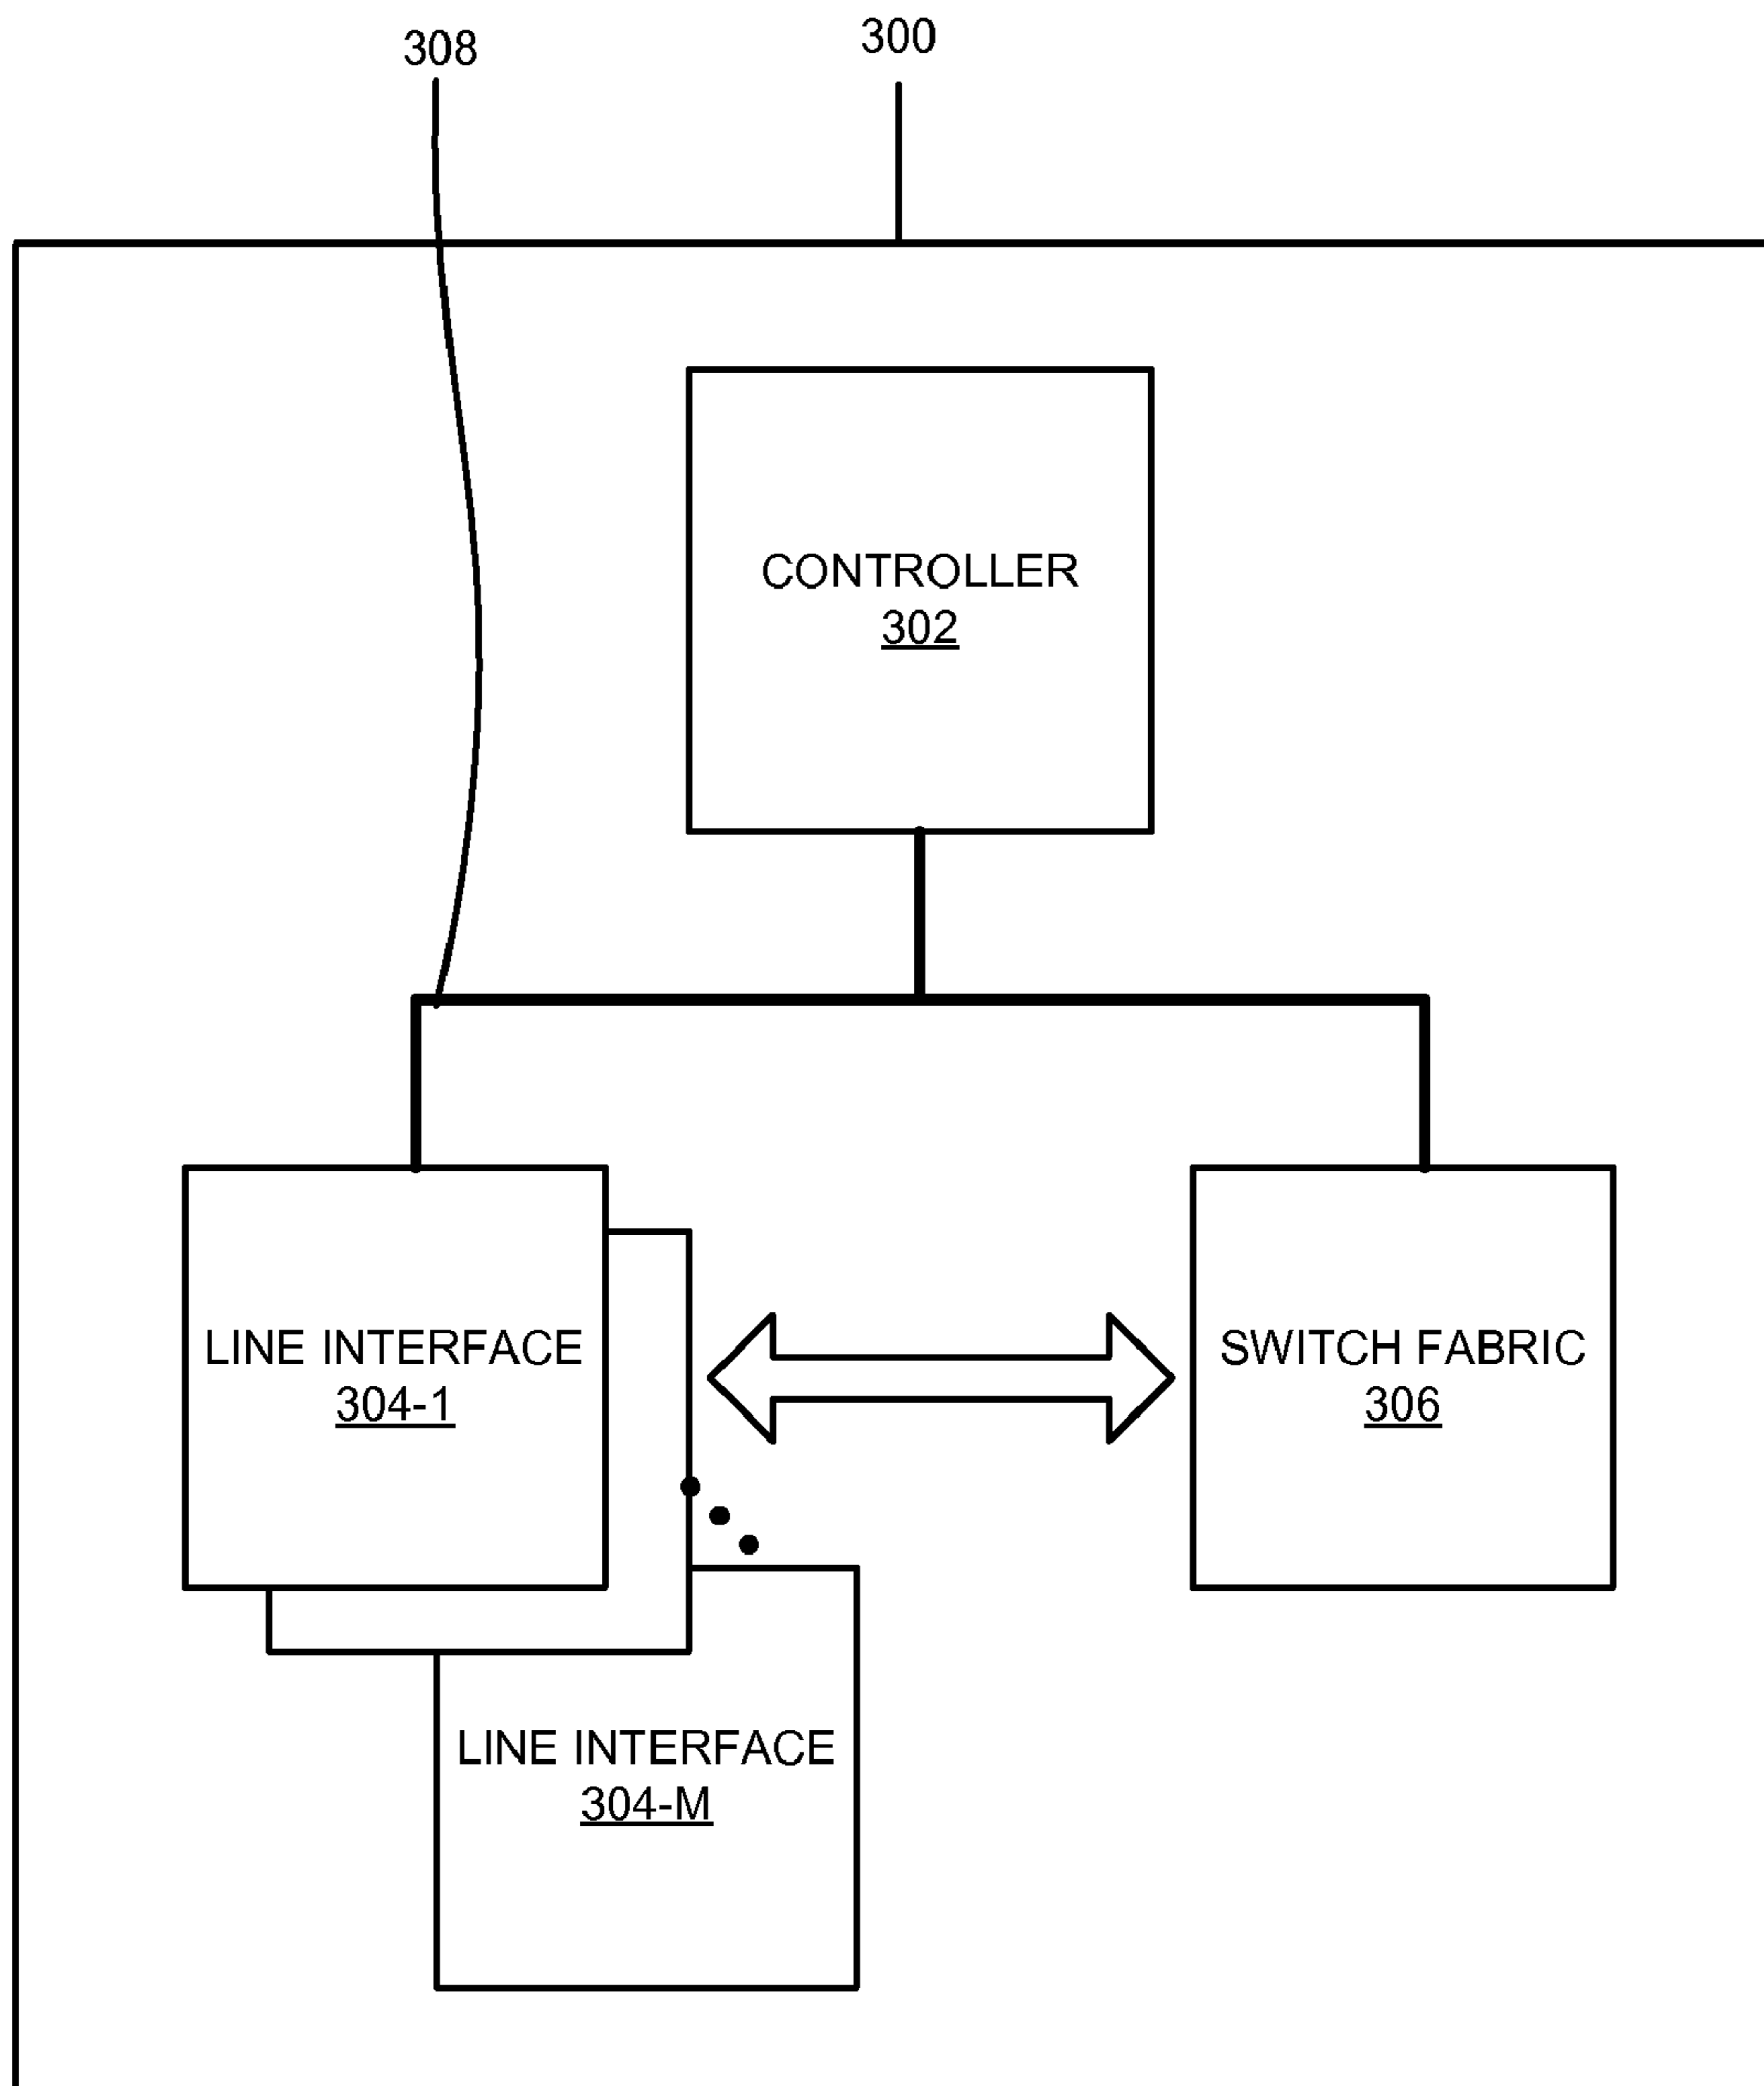 308
300
CONTROLLER
302
LINE INTERFACE
304-1
SWITCH FABRIC
306
LINE INTERFACE
304-M